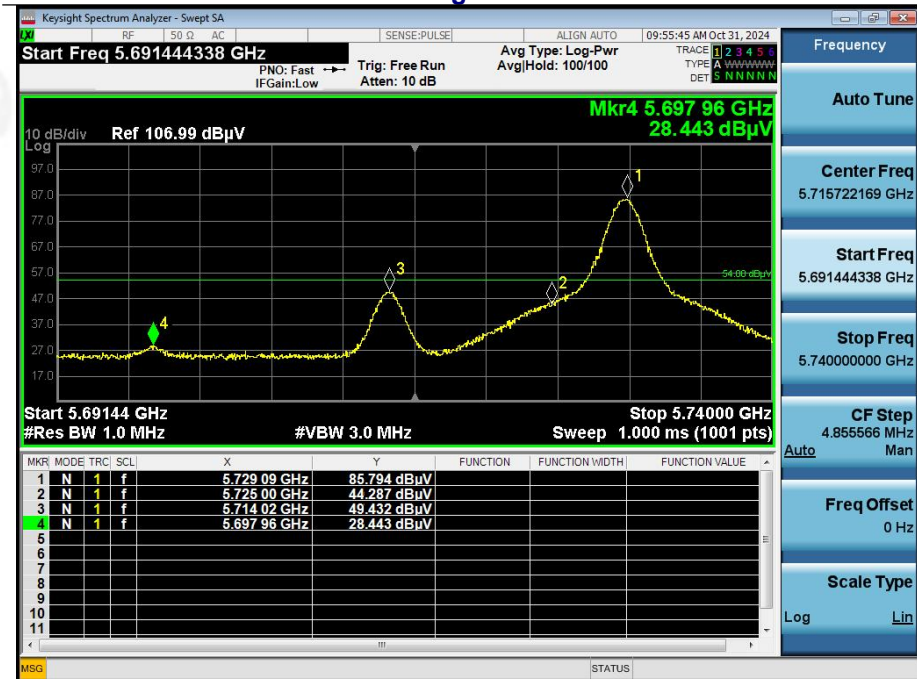 Keysight Spectrum Analyzer - Swept SA
LXI RF 50 Ω AC SENSE:PULSE ALIGN AUTO 09:55:45 AM Oct 31, 2024
Start Freq 5.691444338 GHz
PNO: Fast
IFGain:Low
Trig: Free Run
Atten: 10 dB
Avg Type: Log-Pwr
Avg|Hold: 100/100
TRACE 1 2 3 4 5 6
TYPE A WWWWW
DET S N N N N N
Mkr4 5.697 96 GHz
28.443 dBµV
10 dB/div
Log
Ref 106.99 dBµV
97.0
87.0
77.0
67.0
57.0
47.0
37.0
27.0
17.0
1
2
3
4
54.00 dBµV
Start 5.69144 GHz Stop 5.74000 GHz
#Res BW 1.0 MHz #VBW 3.0 MHz Sweep 1.000 ms (1001 pts)
MKR MODE TRC SCL X Y FUNCTION FUNCTION WIDTH FUNCTION VALUE
1 N 1 f 5.729 09 GHz 85.794 dBµV
2 N 1 f 5.725 00 GHz 44.287 dBµV
3 N 1 f 5.714 02 GHz 49.432 dBµV
4 N 1 f 5.697 96 GHz 28.443 dBµV
5
6
7
8
9
10
11
MSG STATUS
Frequency
Auto Tune
Center Freq
5.715722169 GHz
Start Freq
5.691444338 GHz
Stop Freq
5.740000000 GHz
CF Step
4.855566 MHz
Auto Man
Freq Offset
0 Hz
Scale Type
Log Lin